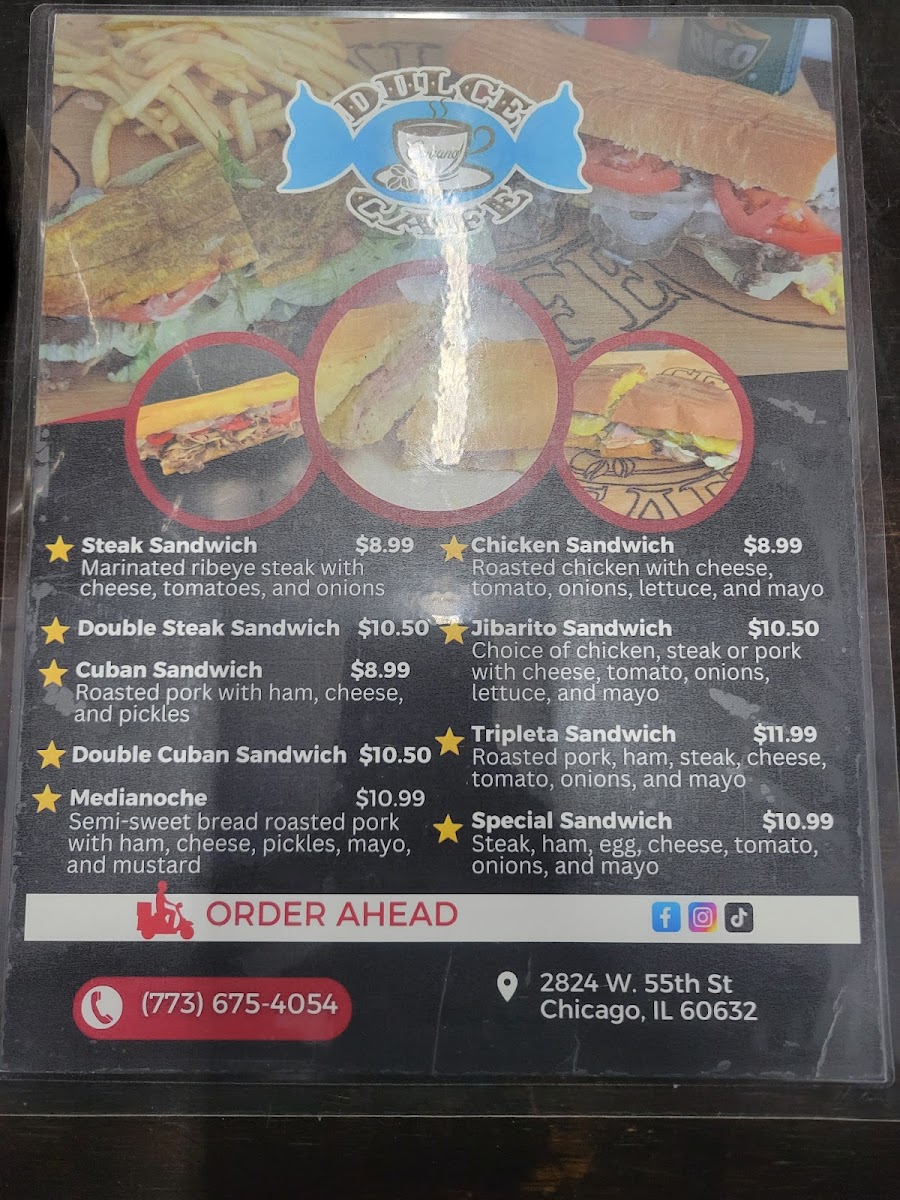 RICO
DULCE
CAFE
Steak Sandwich $8.99
Marinated ribeye steak with
cheese, tomatoes, and onions
Double Steak Sandwich $10.50
Cuban Sandwich $8.99
Roasted pork with ham, cheese,
and pickles
Double Cuban Sandwich $10.50
Medianoche $10.99
Semi-sweet bread roasted pork
with ham, cheese, pickles, mayo,
and mustard
Chicken Sandwich $8.99
Roasted chicken with cheese,
tomato, onions, lettuce, and mayo
Jibarito Sandwich $10.50
Choice of chicken, steak or pork
with cheese, tomato, onions,
lettuce, and mayo
Tripleta Sandwich $11.99
Roasted pork, ham, steak, cheese,
tomato, onions, and mayo
Special Sandwich $10.99
Steak, ham, egg, cheese, tomato,
onions, and mayo
ORDER AHEAD
(773) 675-4054
2824 W. 55th St
Chicago, IL 60632